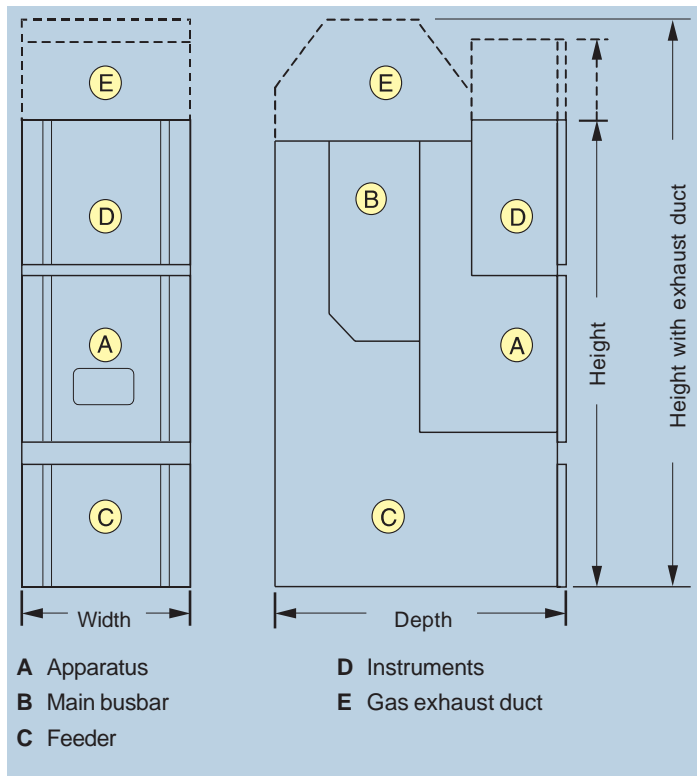 E
E
B
D
D
A
A
C
C
Height
Height with exhaust duct
Width
Depth
A Apparatus
B Main busbar
C Feeder
D Instruments
E Gas exhaust duct